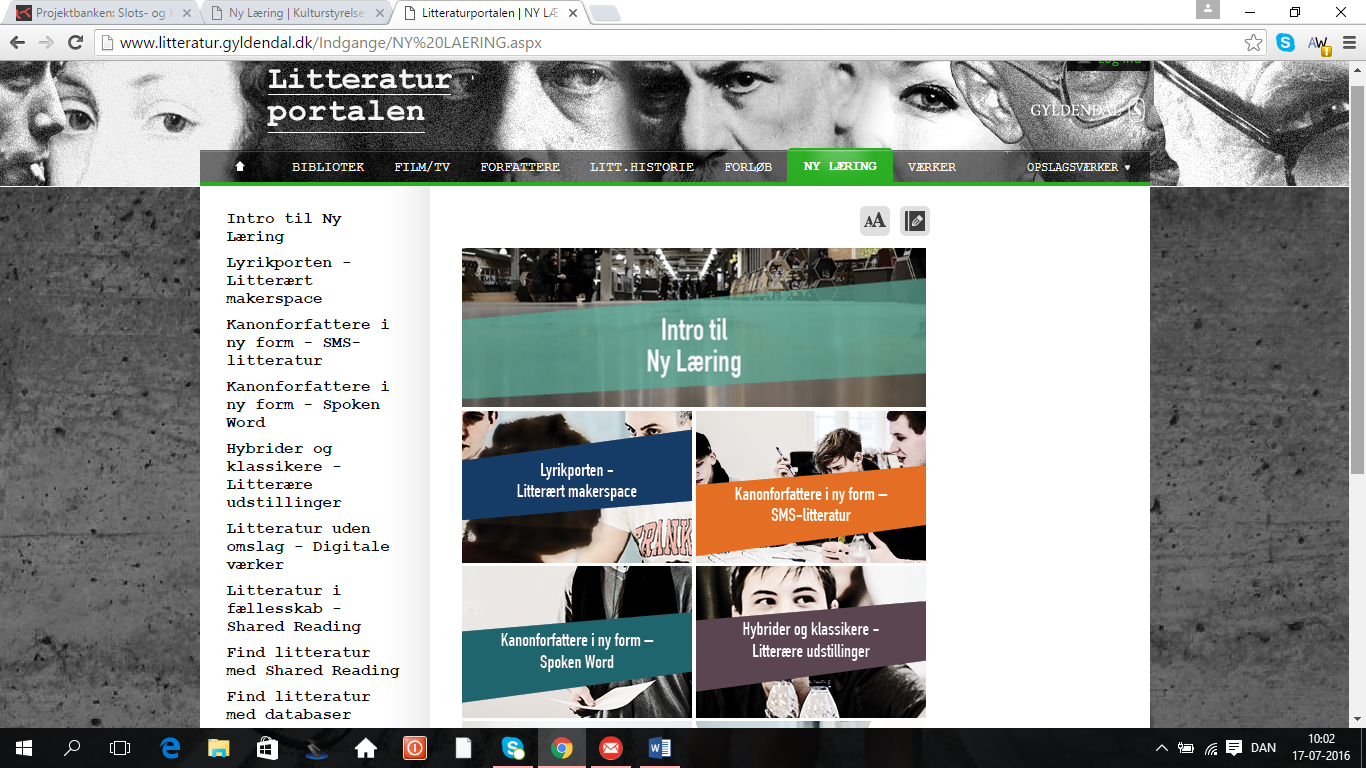 Projektbanken: Slots- og K
Ny Læring | Kulturstyrelse
Litteraturportalen | NY LÆ
www.litteratur.gyldendal.dk/Indgange/NY%20LAERING.aspx
Litteratur
portalen
Log ind
GYLDENDAL
BIBLIOTEK FILM/TV FORFATTERE LITT.HISTORIE FORLØB NY LÆRING VÆRKER OPSLAGSVÆRKER
Intro til Ny
Læring
Lyrikporten -
Litterært
makerspace
Kanonforfattere i
ny form - SMS-
litteratur
Kanonforfattere i
ny form - Spoken
Word
Hybrider og
klassikere -
Litterære
udstillinger
Litteratur uden
omslag - Digitale
værker
Litteratur i
fællesskab -
Shared Reading
Find litteratur
med Shared Reading
Find litteratur
med databaser
AA
Intro til
Ny Læring
Lyrikporten -
Litterært makerspace
Kanonforfattere i ny form –
SMS-litteratur
Kanonforfattere i ny form –
Spoken Word
Hybrider og klassikere -
Litterære udstillinger
DAN
10:02
17-07-2016